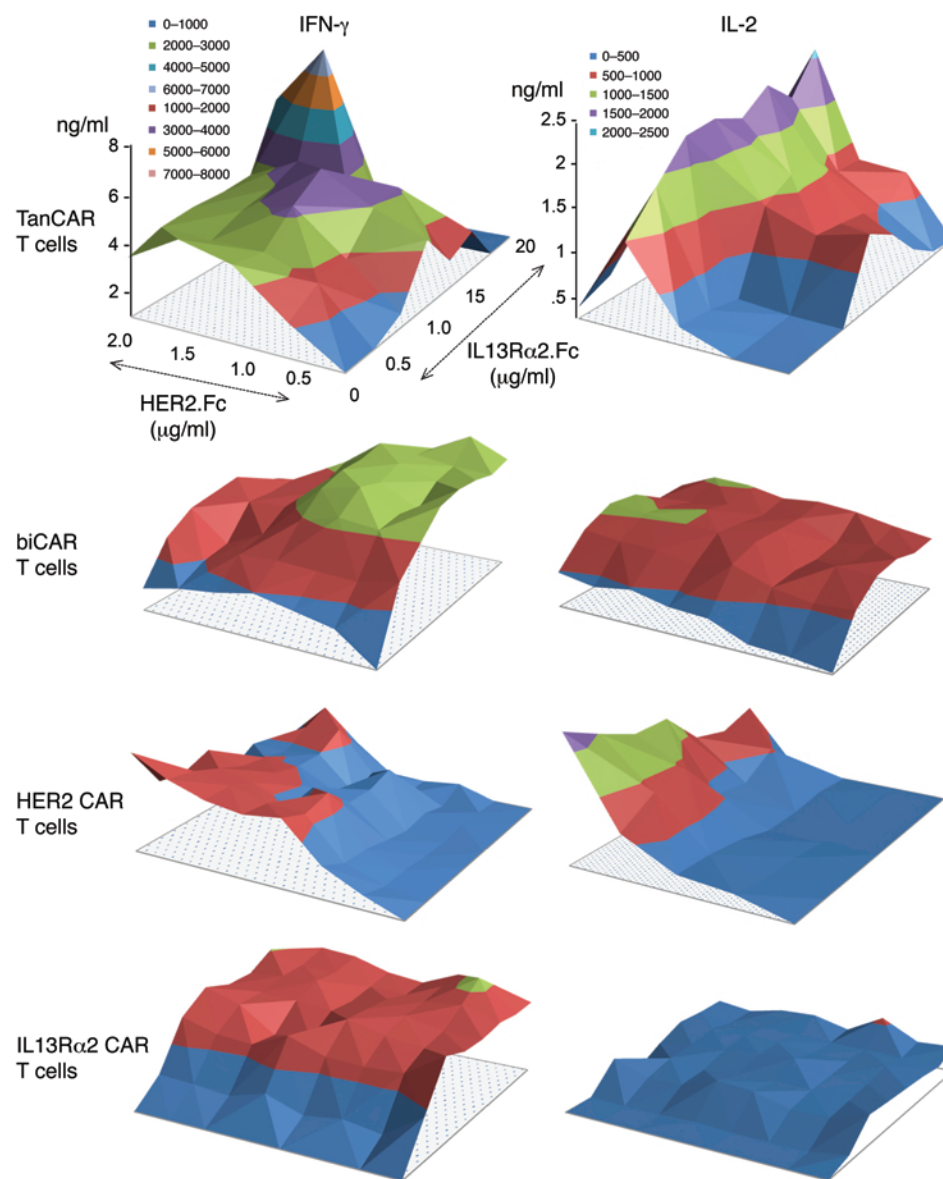 IFN-γ
0–1000
2000–3000
4000–5000
6000–7000
1000–2000
3000–4000
5000–6000
7000–8000
ng/ml
8
6
4
2
TanCAR
T cells
2.0
1.5
1.0
0.5
0
HER2.Fc
(μg/ml)
0.5
1.0
15
20
IL13Rα2.Fc
(μg/ml)
IL-2
0–500
500–1000
1000–1500
1500–2000
2000–2500
ng/ml
2.5
2
1.5
1
.5
biCAR
T cells
HER2 CAR
T cells
IL13Rα2 CAR
T cells